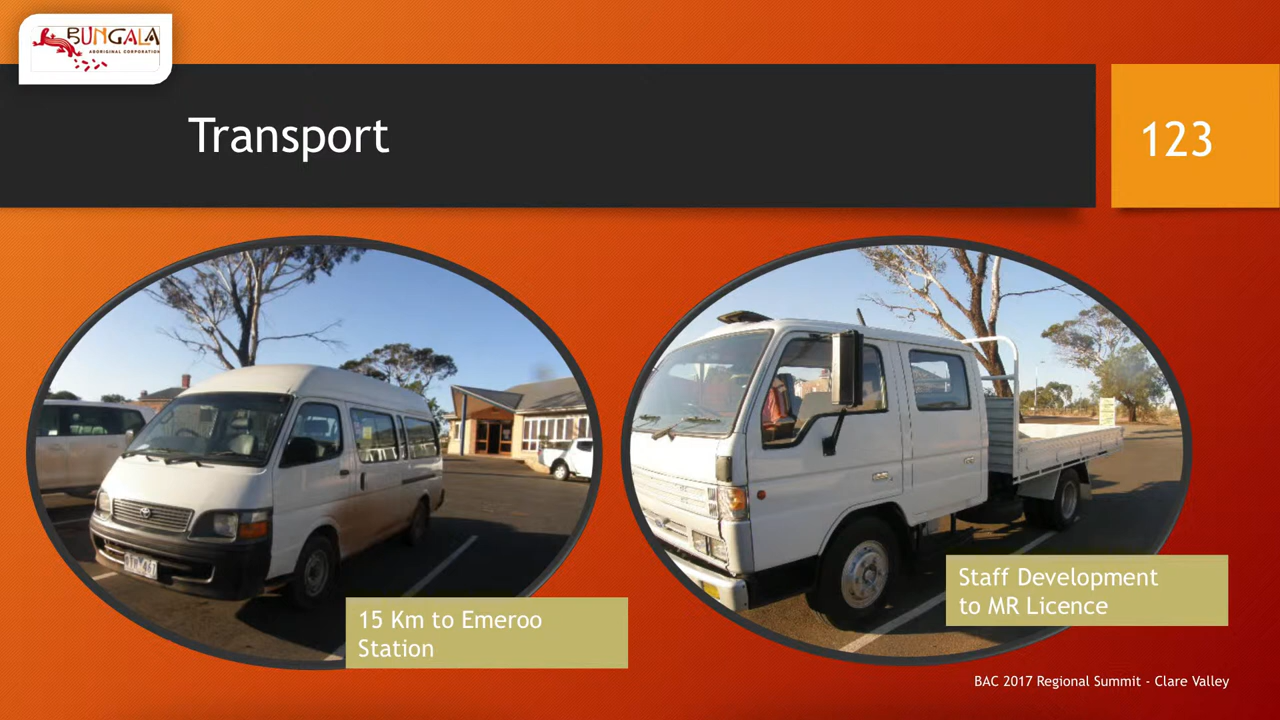 BUNGALA
ABORIGINAL CORPORATION
Transport
123
15 Km to Emeroo
Station
Staff Development
to MR Licence
BAC 2017 Regional Summit - Clare Valley